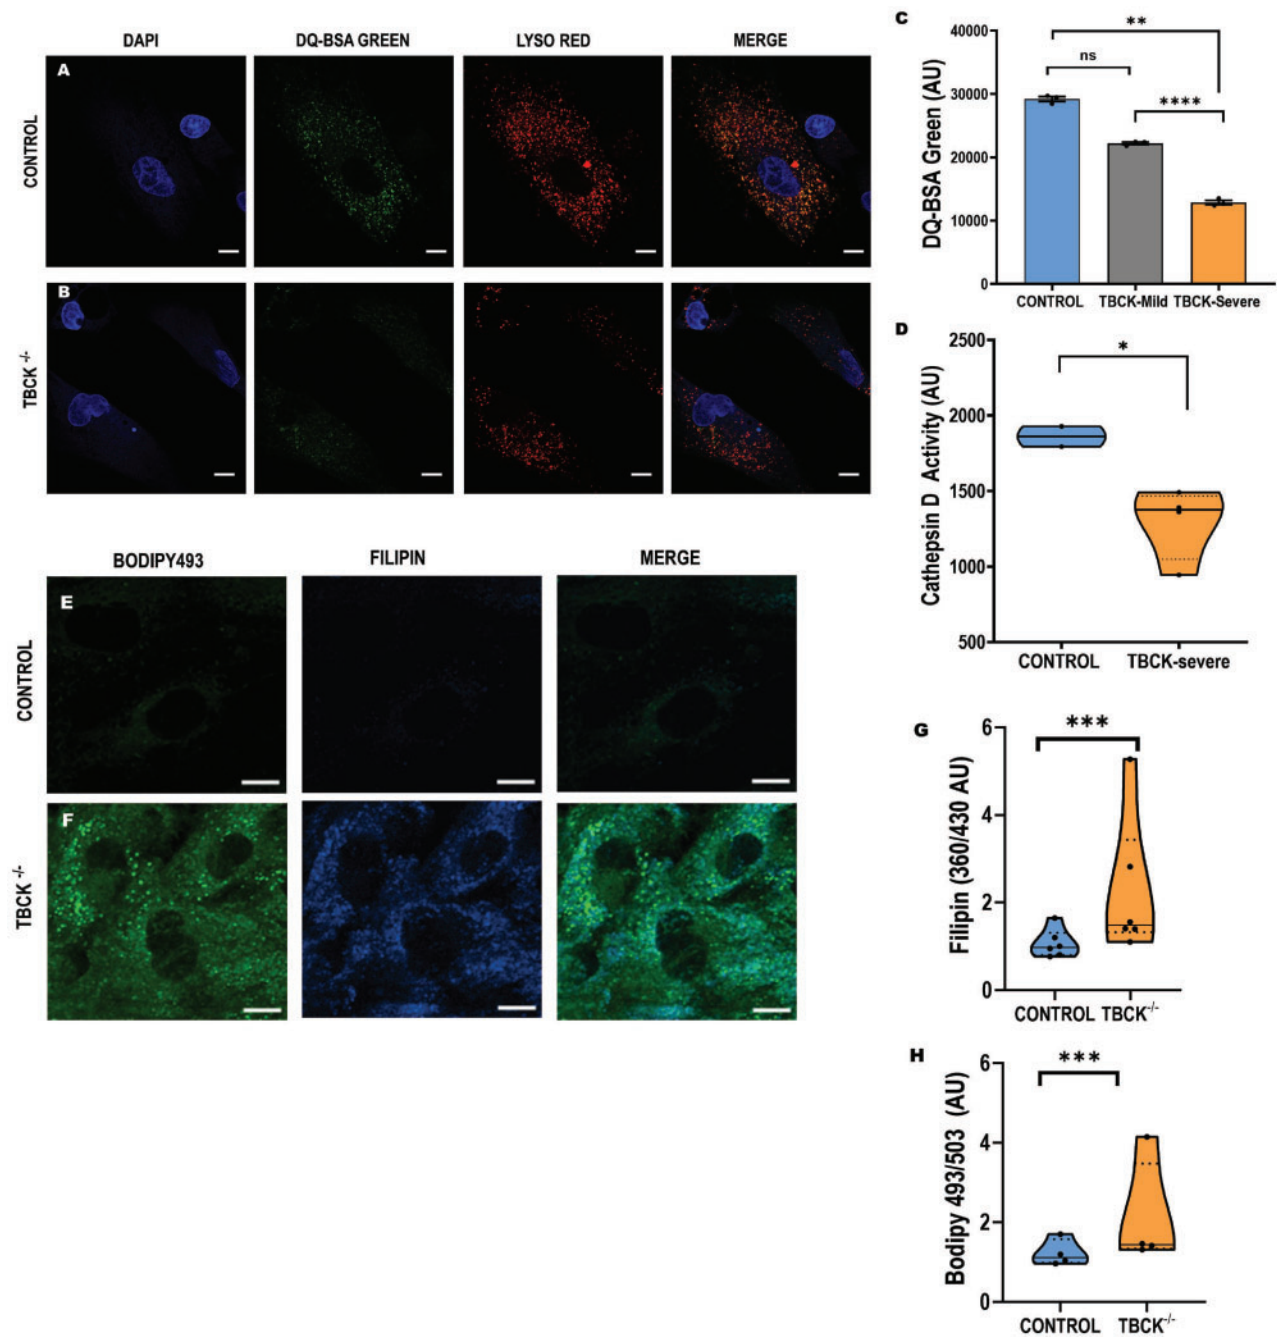 DAPI DQ-BSA GREEN LYSO RED MERGE
A
CONTROL
B
TBCK -/-
C
DQ-BSA Green (AU)
40000
30000
20000
10000
0
**
ns
****
CONTROL TBCK-Mild TBCK-Severe
D
Cathepsin D Activity (AU)
2500
2000
1500
1000
500
*
CONTROL TBCK-severe
BODIPY493 FILIPIN MERGE
E
CONTROL
F
TBCK -/-
G
Filipin (360/430 AU)
6
4
2
0
***
CONTROL TBCK-/-
H
Bodipy 493/503 (AU)
6
4
2
0
***
CONTROL TBCK-/-